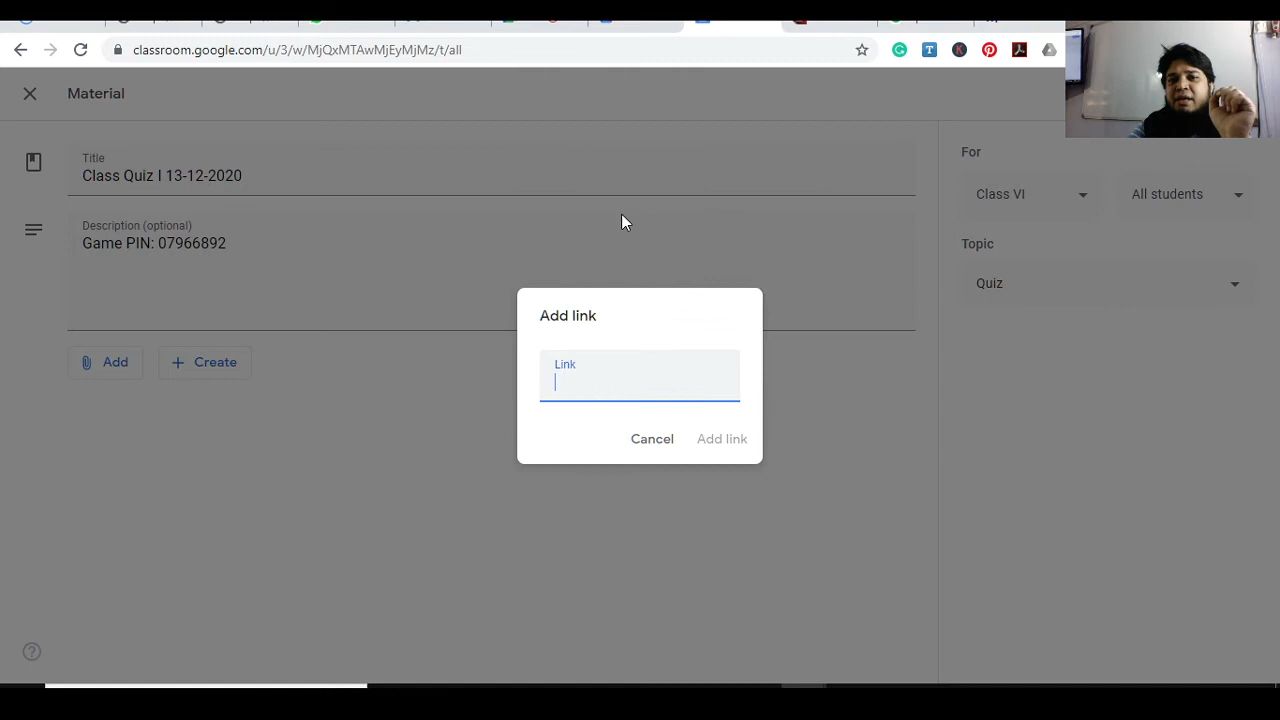 classroom.google.com/u/3/w/MjQxMTAwMjEyMjMz/t/all
Material
Title
Class Quiz I 13-12-2020
Description (optional)
Game PIN: 07966892
Add
Create
For
Class VI
All students
Topic
Quiz
Add link
Link
Cancel
Add link